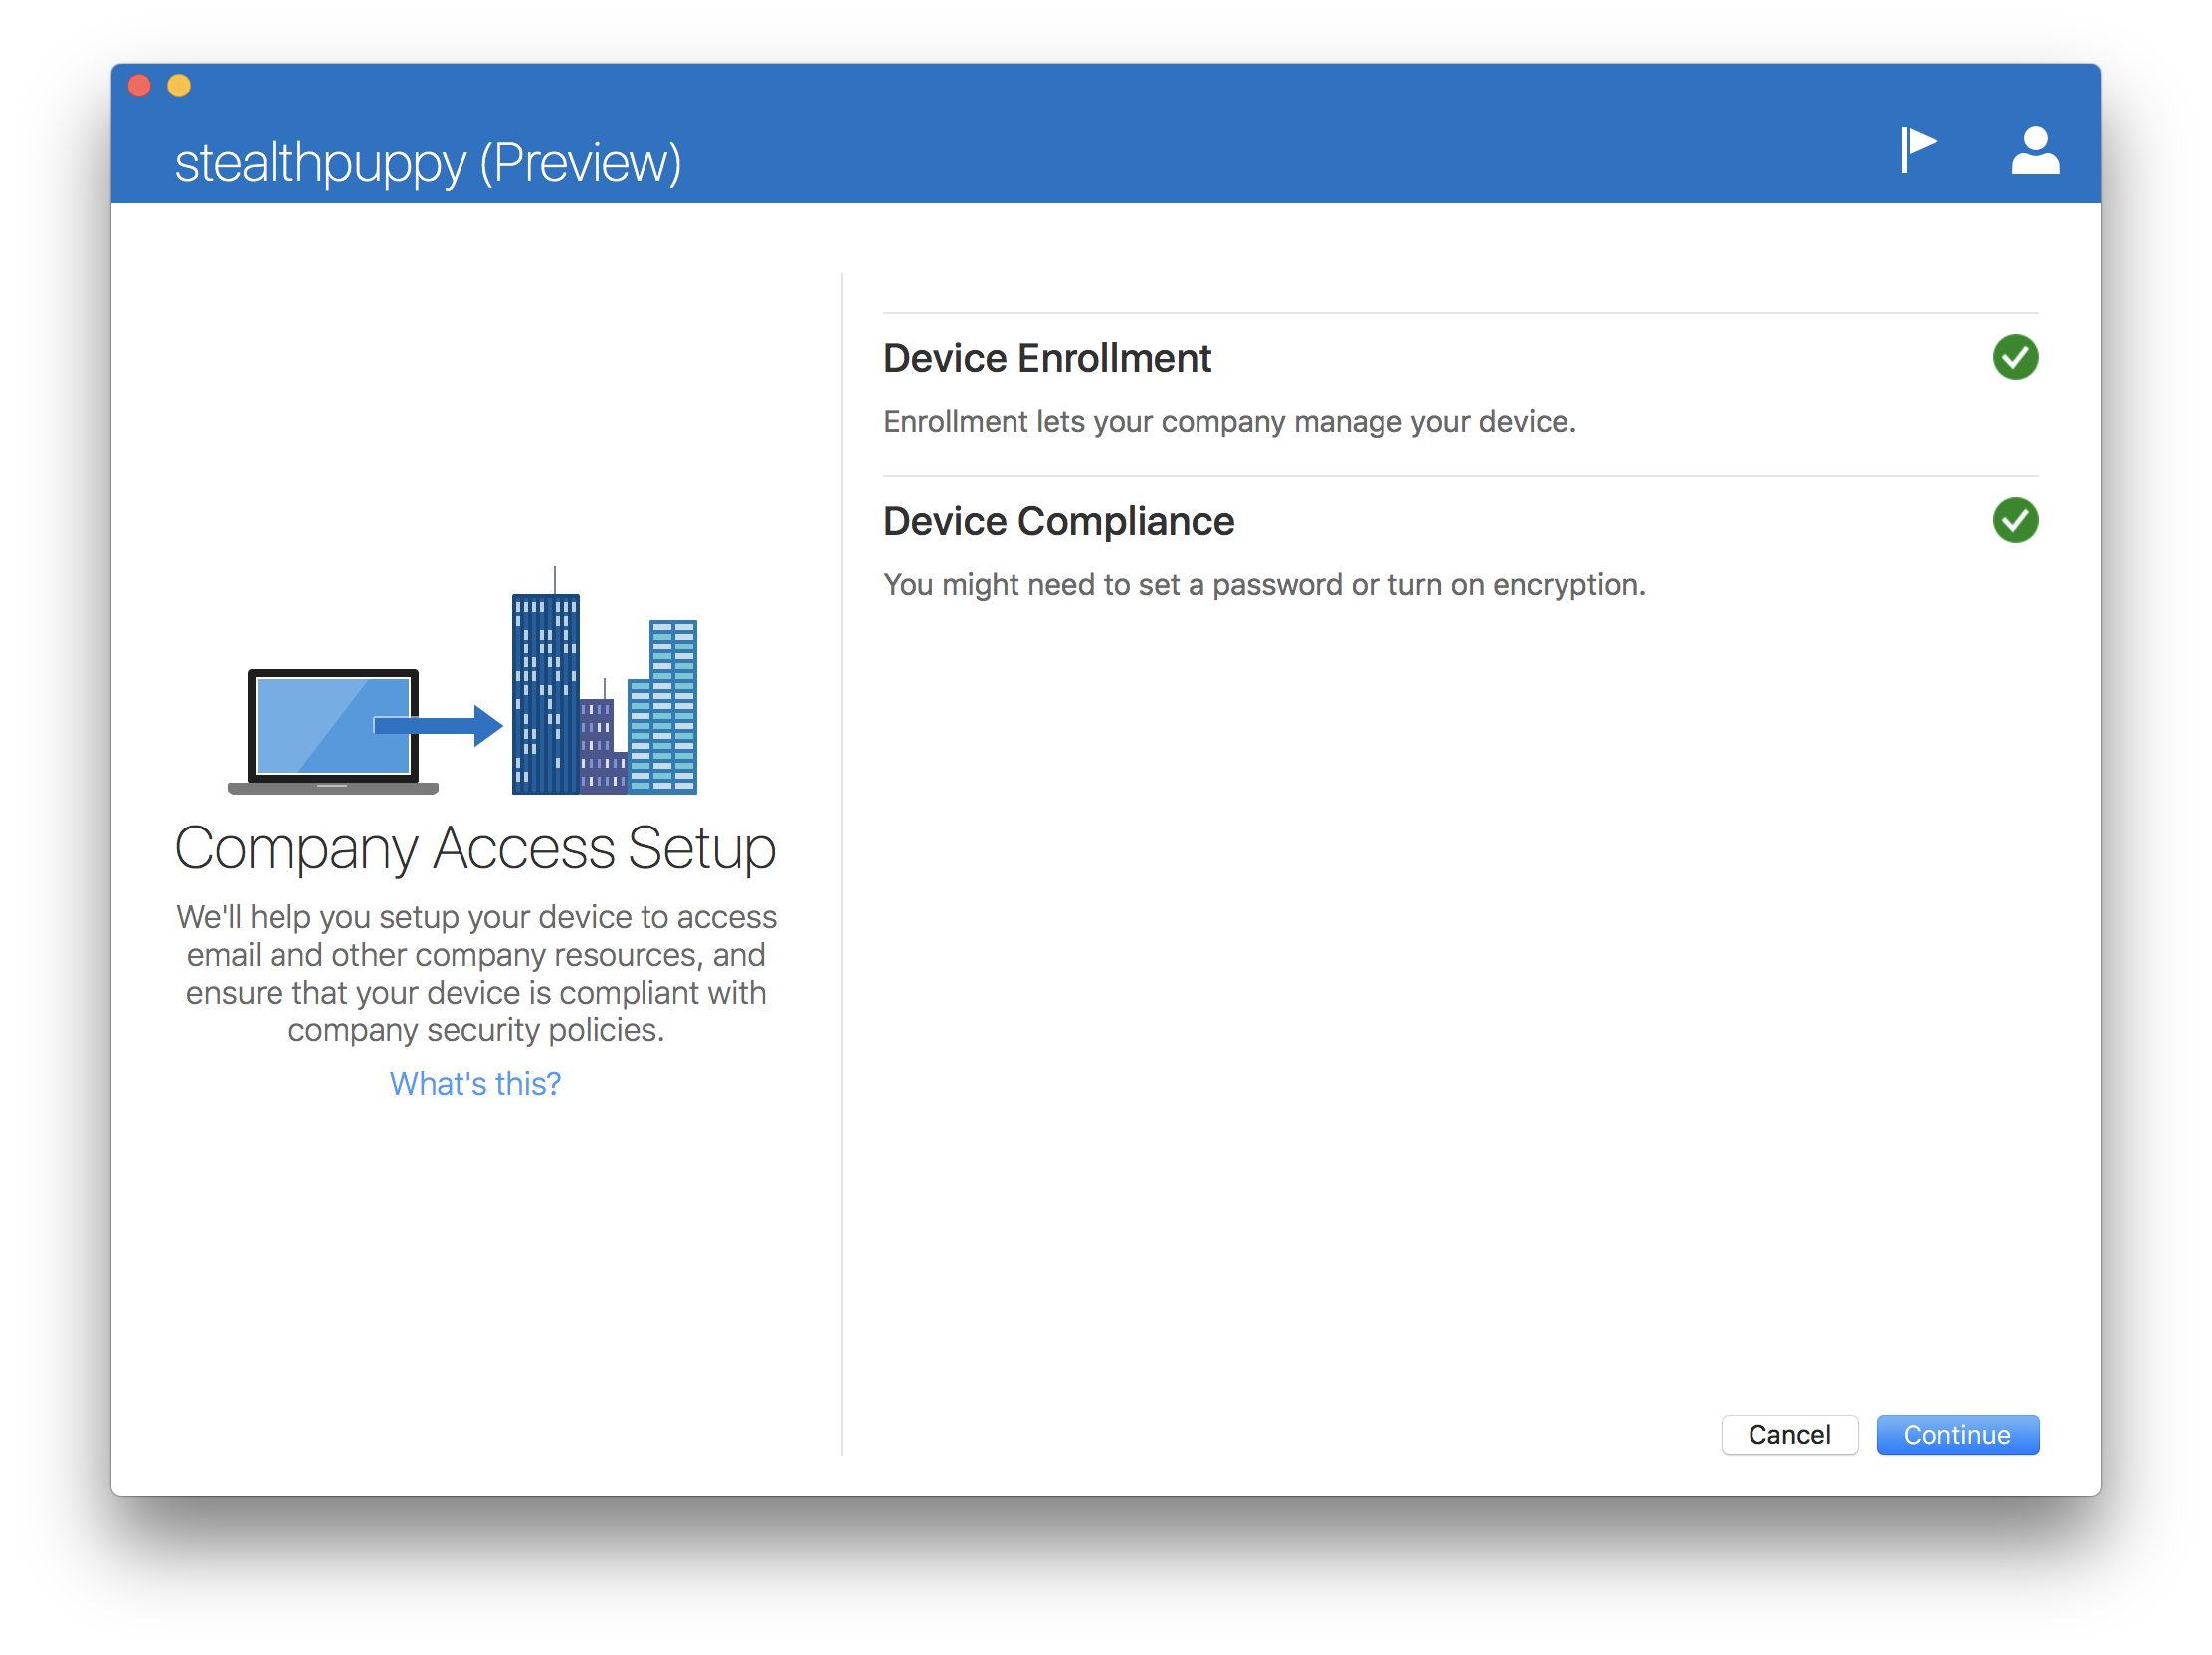 stealthpuppy (Preview)
Company Access Setup
We'll help you setup your device to access
email and other company resources, and
ensure that your device is compliant with
company security policies.
What's this?
Device Enrollment
Enrollment lets your company manage your device.
Device Compliance
You might need to set a password or turn on encryption.
Cancel
Continue